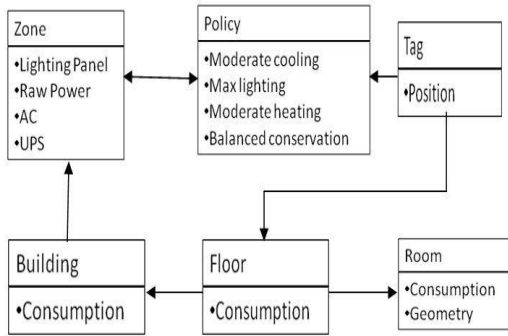 Zone
•Lighting Panel
•Raw Power
•AC
•UPS
Policy
•Moderate cooling
•Max lighting
•Moderate heating
•Balanced conservation
Tag
•Position
Building
•Consumption
Floor
•Consumption
Room
•Consumption
•Geometry